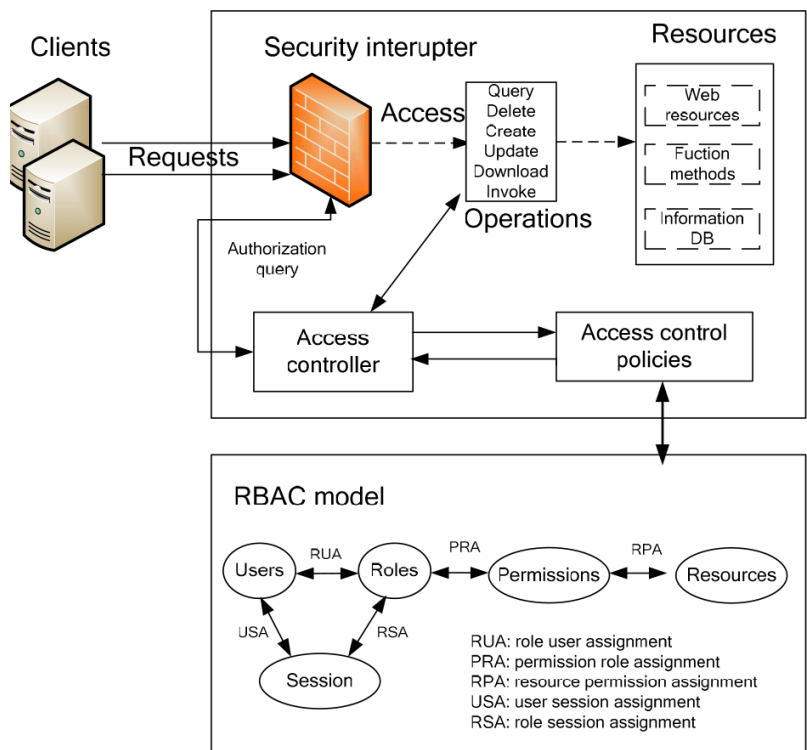 Clients
Security interupter
Resources
Requests
Access
Query
Delete
Create
Update
Download
Invoke
Operations
Web
resources
Fuction
methods
Information
DB
Authorization
query
Access
controller
Access control
policies
RBAC model
Users
RUA
Roles
PRA
Permissions
RPA
Resources
USA
RSA
Session
RUA: role user assignment
PRA: permission role assignment
RPA: resource permission assignment
USA: user session assignment
RSA: role session assignment